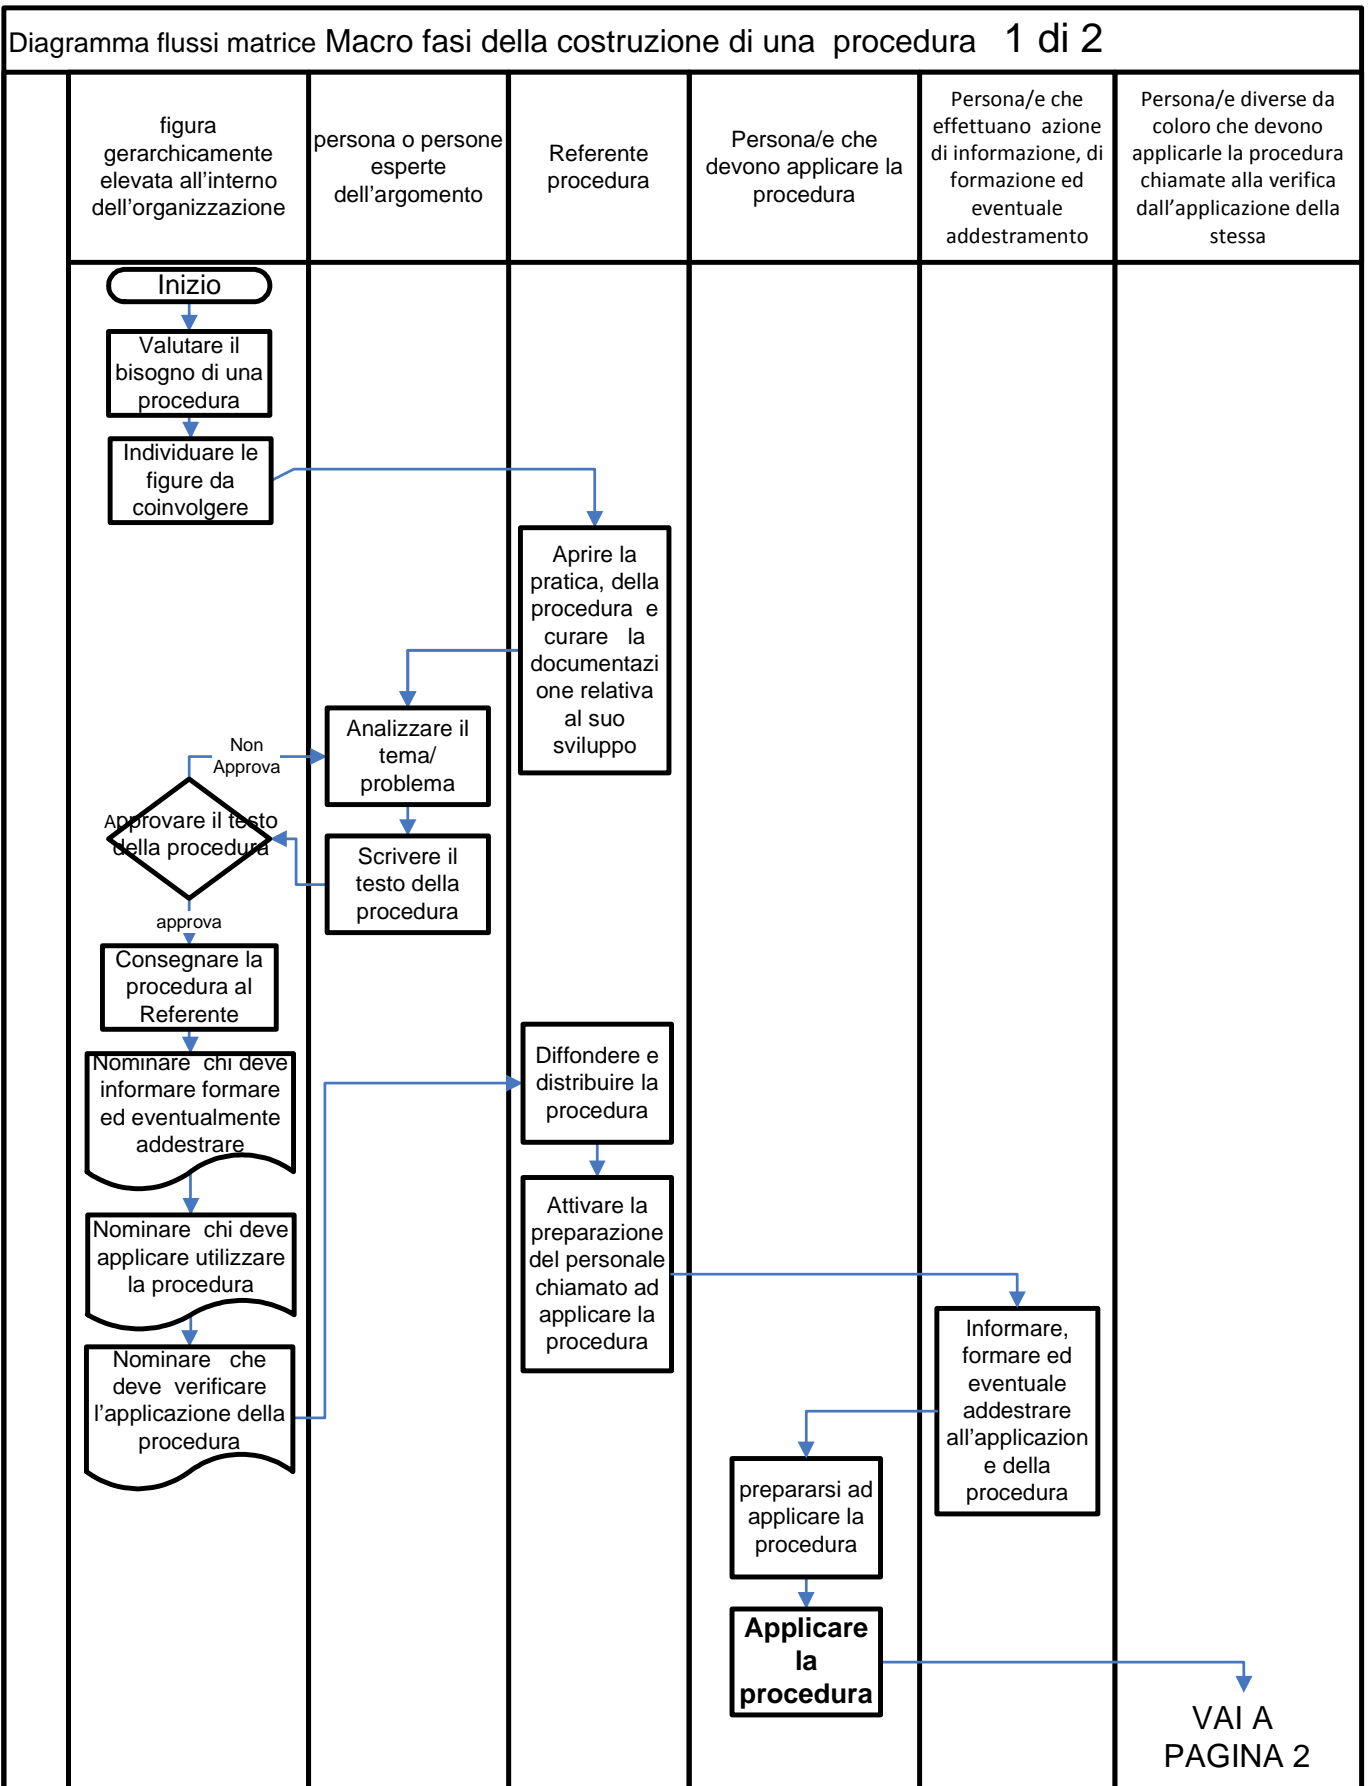 Diagramma flussi matrice Macro fasi della costruzione di una procedura 1 di 2
figura
gerarchicamente
elevata all’interno
dell’organizzazione
persona o persone
esperte
dell’argomento
Referente
procedura
Persona/e che
devono applicare la
procedura
Persona/e che
effettuano azione
di informazione, di
formazione ed
eventuale
addestramento
Persona/e diverse da
coloro che devono
applicarle la procedura
chiamate alla verifica
dall’applicazione della
stessa
Inizio
Valutare il
bisogno di una
procedura
Individuare le
figure da
coinvolgere
Aprire la
pratica, della
procedura e
curare la
documentazi
one relativa
al suo
sviluppo
Analizzare il
tema/
problema
Non
Approva
Approvare il testo
della procedura
Scrivere il
testo della
procedura
approva
Consegnare la
procedura al
Referente
Nominare chi deve
informare formare
ed eventualmente
addestrare
Diffondere e
distribuire la
procedura
Attivare la
preparazione
del personale
chiamato ad
applicare la
procedura
Nominare chi deve
applicare utilizzare
la procedura
Nominare che
deve verificare
l’applicazione della
procedura
Informare,
formare ed
eventuale
addestrare
all’applicazion
e della
procedura
prepararsi ad
applicare la
procedura
Applicare
la
procedura
VAI A
PAGINA 2